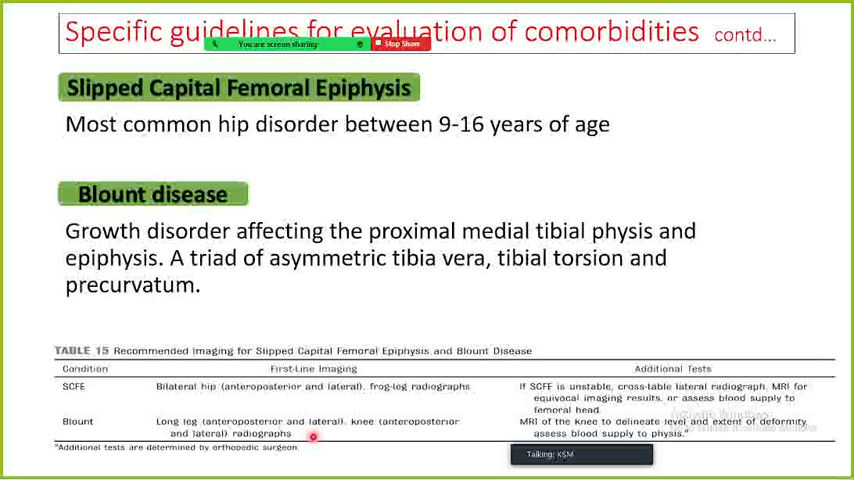 Specific guidelines for evaluation of comorbidities contd...
You are screen sharing
Stop Share
Slipped Capital Femoral Epiphysis
Most common hip disorder between 9-16 years of age
Blount disease
Growth disorder affecting the proximal medial tibial physis and
epiphysis. A triad of asymmetric tibia vera, tibial torsion and
precurvatum.
TABLE 15 Recommended Imaging for Slipped Capital Femoral Epiphysis and Blount Disease
Condition First-Line Imaging Additional Tests
SCFE Bilateral hip (anteroposterior and lateral), frog-leg radiographs If SCFE is unstable, cross-table lateral radiograph, MRI for
equivocal imaging results, or assess blood supply to
femoral head.
Blount Long leg (anteroposterior and lateral), knee (anteroposterior MRI of the knee to delineate level and extent of deformity,
and lateral) radiographs assess blood supply to physis.ᵃ
ᵃAdditional tests are determined by orthopedic surgeon.
Activate Windows
Talking: KSM